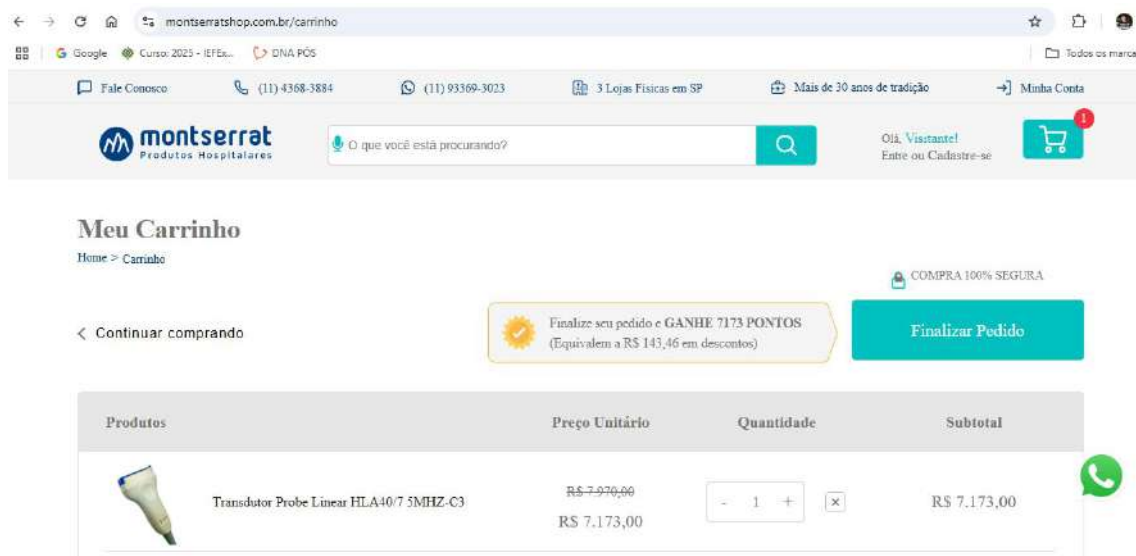 montserratshop.com.br/carrinho
Google Curso: 2025 - IEFEx... DNA PÓS Todos os marca
Fale Conosco (11) 4368-3884 (11) 93369-3023 3 Lojas Físicas em SP Mais de 30 anos de tradição Minha Conta
1
montserrat
Produtos Hospitalares
O que você está procurando?
Olá, Visitante!
Entre ou Cadastre-se
Meu Carrinho
Home > Carrinho
COMPRA 100% SEGURA
< Continuar comprando
Finalize seu pedido e GANHE 7173 PONTOS
(Equivalem a R$ 143,46 em descontos)
Finalizar Pedido
Produtos Preço Unitário Quantidade Subtotal
Transdutor Probe Linear HLA40/7 5MHZ-C3
R$ 7.970,00
R$ 7.173,00
- 1 + x
R$ 7.173,00